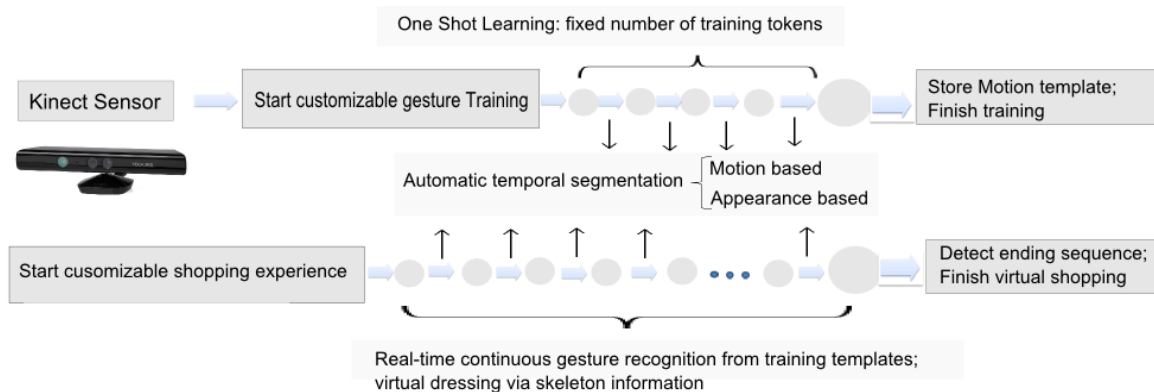 One Shot Learning: fixed number of training tokens
Kinect Sensor
Start customizable gesture Training
Store Motion template;
Finish training
Automatic temporal segmentation
Motion based
Appearance based
Start cusomizable shopping experience
Detect ending sequence;
Finish virtual shopping
Real-time continuous gesture recognition from training templates;
virtual dressing via skeleton information